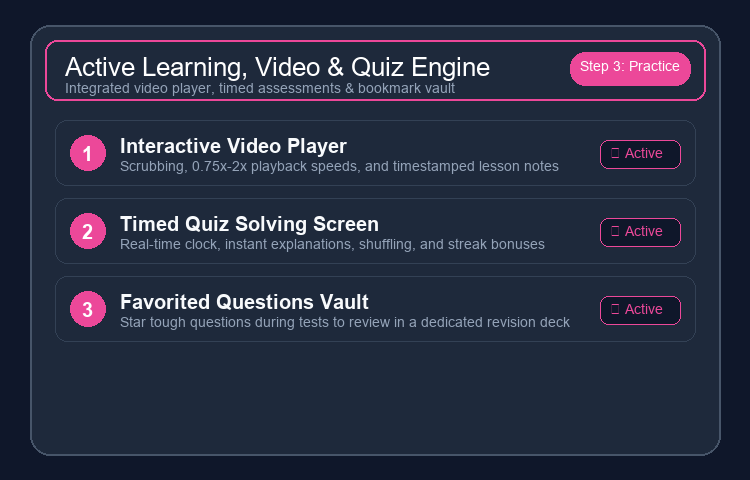 Active Learning, Video & Quiz Engine
Integrated video player, timed assessments & bookmark vault
Step 3: Practice
1
Interactive Video Player
Scrubbing, 0.75x-2x playback speeds, and timestamped lesson notes
Active
2
Timed Quiz Solving Screen
Real-time clock, instant explanations, shuffling, and streak bonuses
Active
3
Favorited Questions Vault
Star tough questions during tests to review in a dedicated revision deck
Active